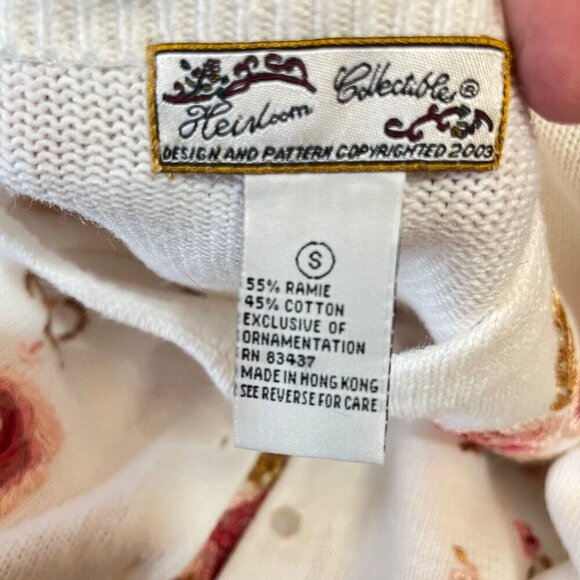 Heirloom Collectibles®
DESIGN AND PATTERN COPYRIGHTED 2003
S
55% RAMIE
45% COTTON
EXCLUSIVE OF
ORNAMENTATION
RN 83437
MADE IN HONG KONG
SEE REVERSE FOR CARE